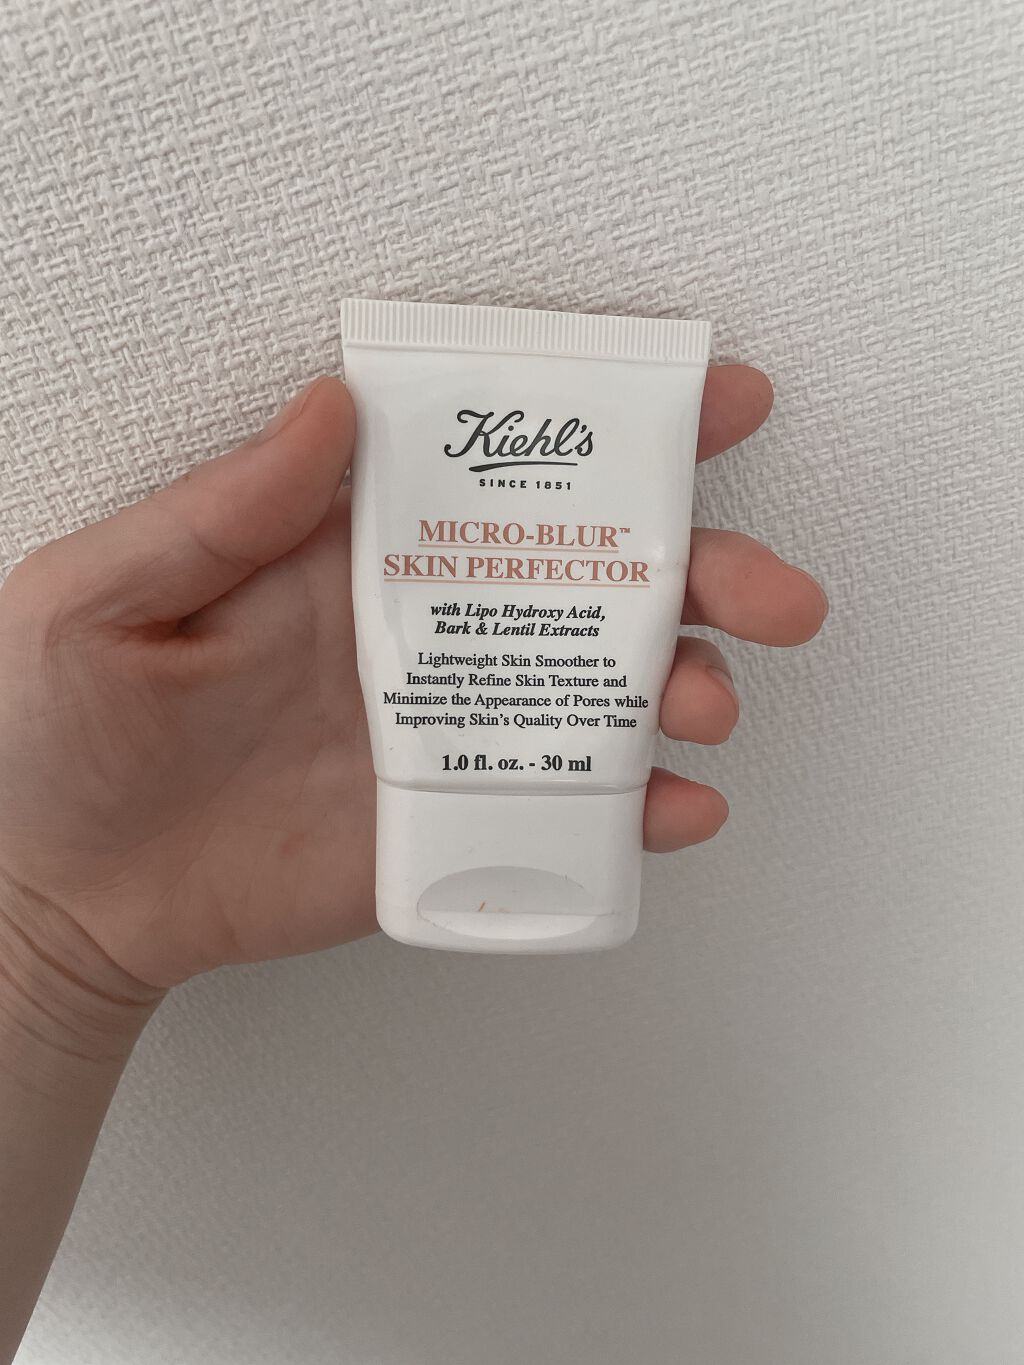 Kiehl's
SINCE 1851
MICRO-BLUR™
SKIN PERFECTOR
with Lipo Hydroxy Acid,
Bark & Lentil Extracts
Lightweight Skin Smoother to
Instantly Refine Skin Texture and
Minimize the Appearance of Pores while
Improving Skin's Quality Over Time
1.0 fl. oz. - 30 ml